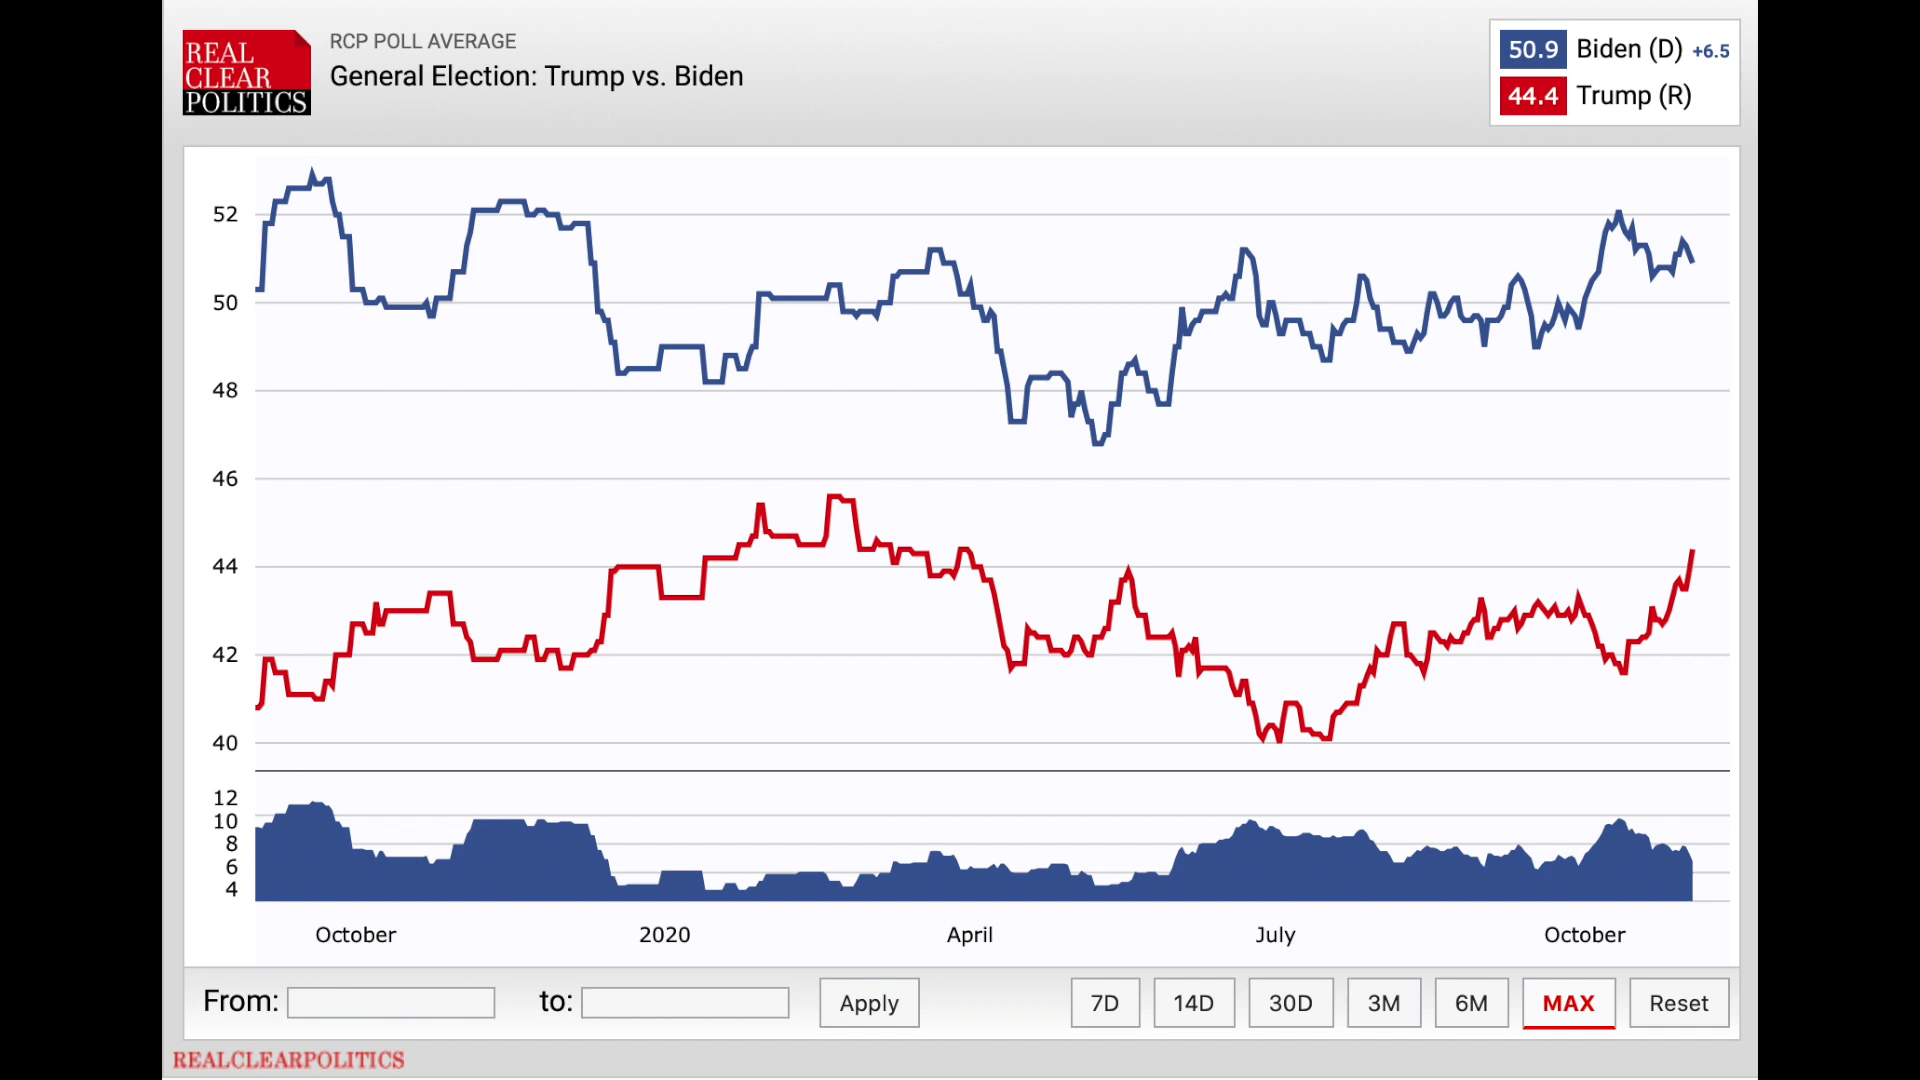 REAL
CLEAR
POLITICS
RCP POLL AVERAGE
General Election: Trump vs. Biden
50.9 Biden (D) +6.5
44.4 Trump (R)
52
50
48
46
44
42
40
12
10
8
6
4
October 2020 April July October
From: to: Apply 7D 14D 30D 3M 6M MAX Reset
REALCLEARPOLITICS